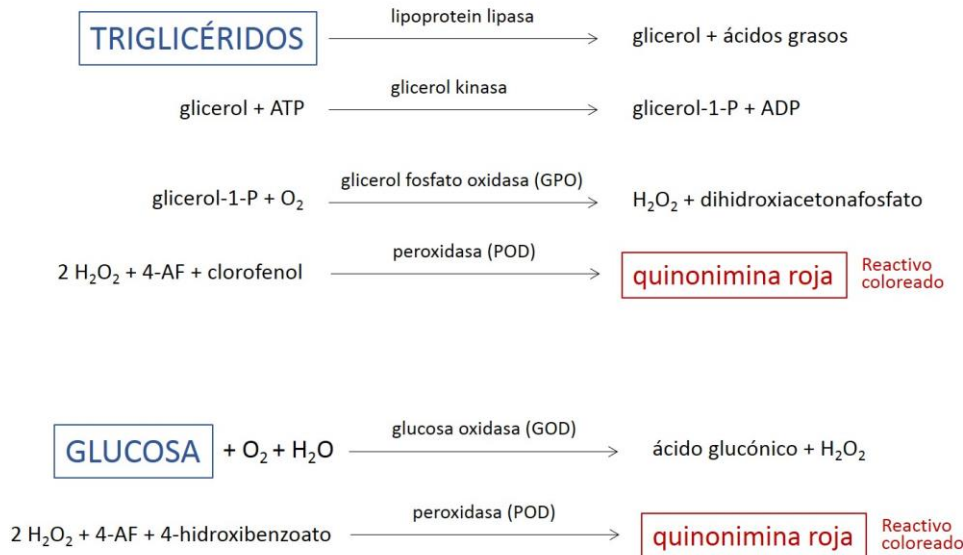 lipoprotein lipasa
TRIGLICÉRIDOS glicerol + ácidos grasos
glicerol kinasa
glicerol + ATP glicerol-1-P + ADP
glicerol fosfato oxidasa (GPO)
glicerol-1-P + O₂ H₂O₂ + dihidroxiacetonafosfato
peroxidasa (POD)
2 H₂O₂ + 4-AF + clorofenol quinonimina roja Reactivo
coloreado
glucosa oxidasa (GOD)
GLUCOSA + O₂ + H₂O ácido glucónico + H₂O₂
peroxidasa (POD)
2 H₂O₂ + 4-AF + 4-hidroxibenzoato quinonimina roja Reactivo
coloreado